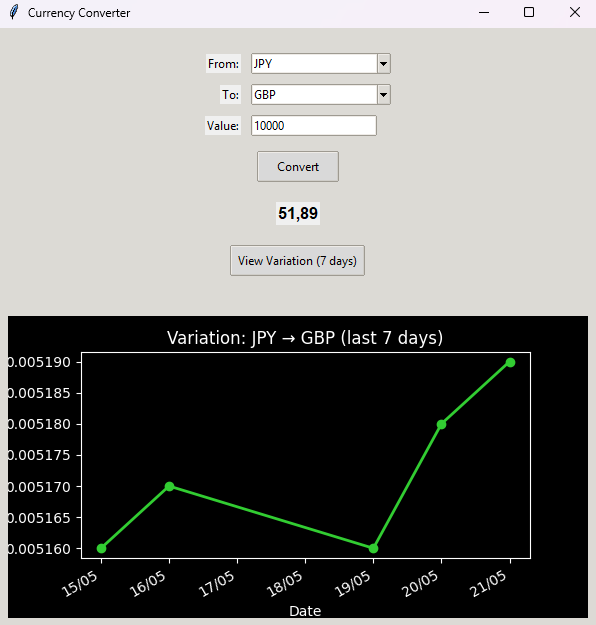 Currency Converter
From: JPY
To: GBP
Value: 10000
Convert
51,89
View Variation (7 days)
Variation: JPY → GBP (last 7 days)
0.005190
0.005185
0.005180
0.005175
0.005170
0.005165
0.005160
15/05 16/05 17/05 18/05 19/05 20/05 21/05
Date